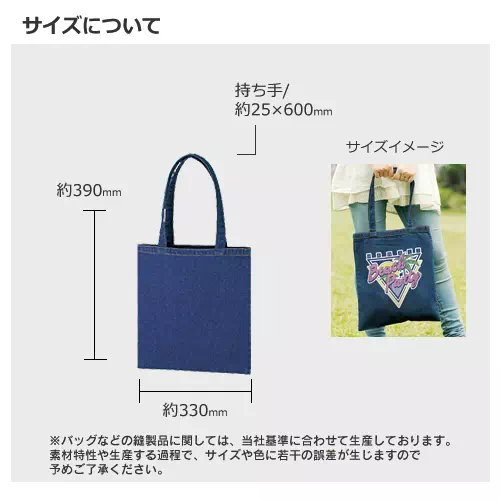 サイズについて
持ち手/
約25×600mm
サイズイメージ
約390mm
Beach
Party
約330mm
※バッグなどの縫製品に関しては、当社基準に合わせて生産しております。
素材特性や生産する過程で、サイズや色に若干の誤差が生じますので
予めご了承ください。